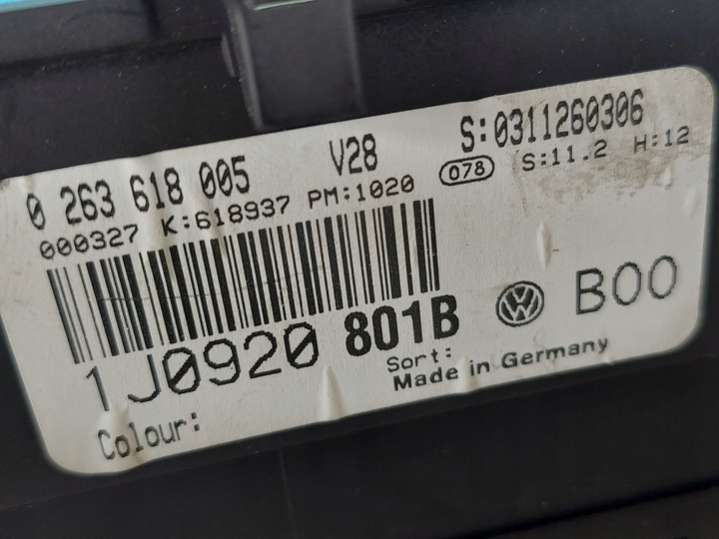 0 263 618 005 V28 S:0311260306
000327 K:618937 PM:1020 078 S:11.2 H:12
1J0920 801B VW B00
Sort:
Made in Germany
Colour: